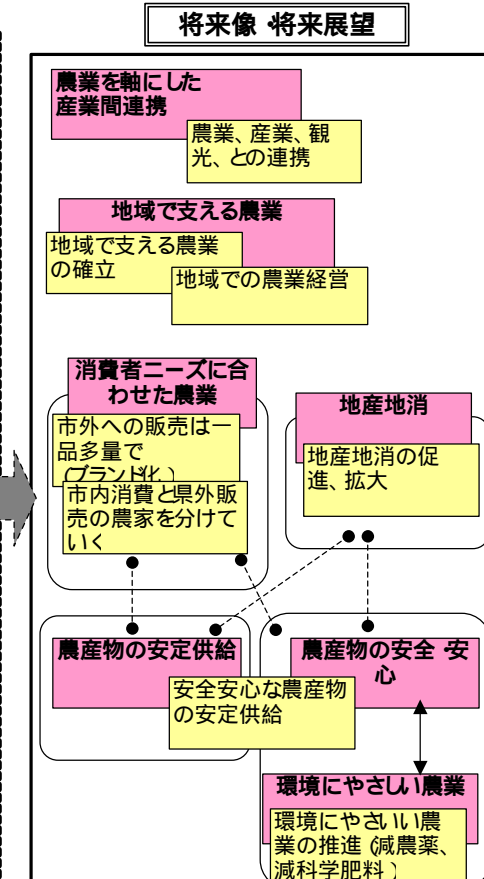 将来像・将来展望
農業を軸にした
産業間連携
農業、産業、観
光、との連携
地域で支える農業
地域で支える農業
の確立
地域での農業経営
消費者ニーズに合
わせた農業
市外への販売は一
品多量で
(ブランド化)
市内消費と県外販
売の農家を分けて
いく
地産地消
地産地消の促
進、拡大
農産物の安定供給
安全安心な農産物
の安定供給
農産物の安全・安
心
環境にやさしい農業
環境にやさいい農
業の推進(減農薬、
減科学肥料)